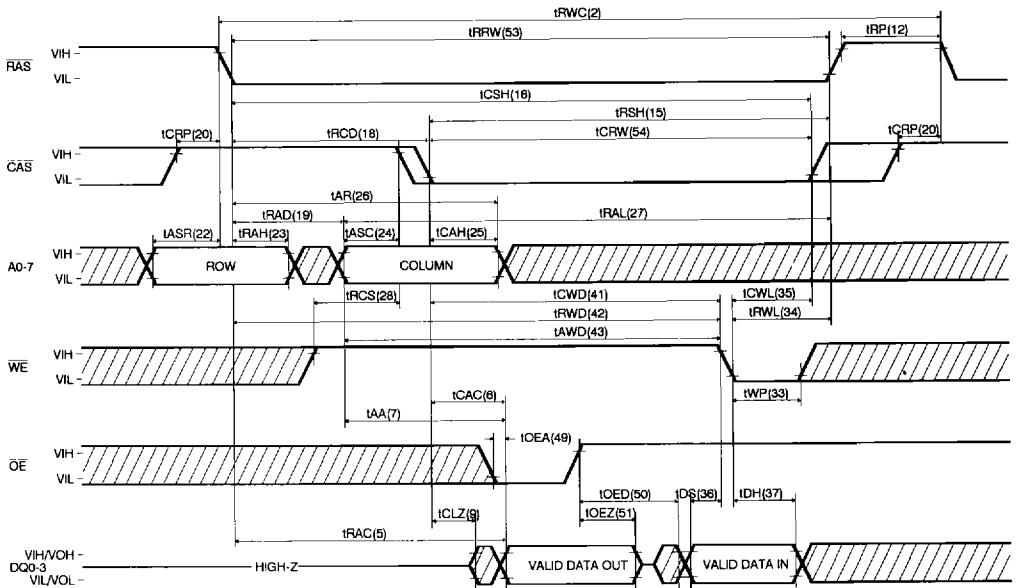 tRWC(2)
tRRW(53)
tRP(12)
RAS
VIH
VIL
tCSH(16)
tRSH(15)
tCRP(20)
tRCD(18)
tCRW(54)
tCRP(20)
CAS
VIH
VIL
tAR(26)
tRAD(19)
tRAL(27)
tASR(22)
tRAH(23)
tASC(24)
tCAH(25)
A0-7
VIH
VIL
ROW
COLUMN
tRCS(28)
tCWD(41)
tCWL(35)
tRWD(42)
tRWL(34)
tAWD(43)
WE
VIH
VIL
tCAC(6)
tWP(33)
tAA(7)
tOEA(49)
OE
VIH
VIL
tOED(50)
tDS(36)
tDH(37)
tCLZ(9)
tOEZ(51)
tRAC(5)
VIH/VOH
DQ0-3
VIL/VOL
HIGH-Z
VALID DATA OUT
VALID DATA IN